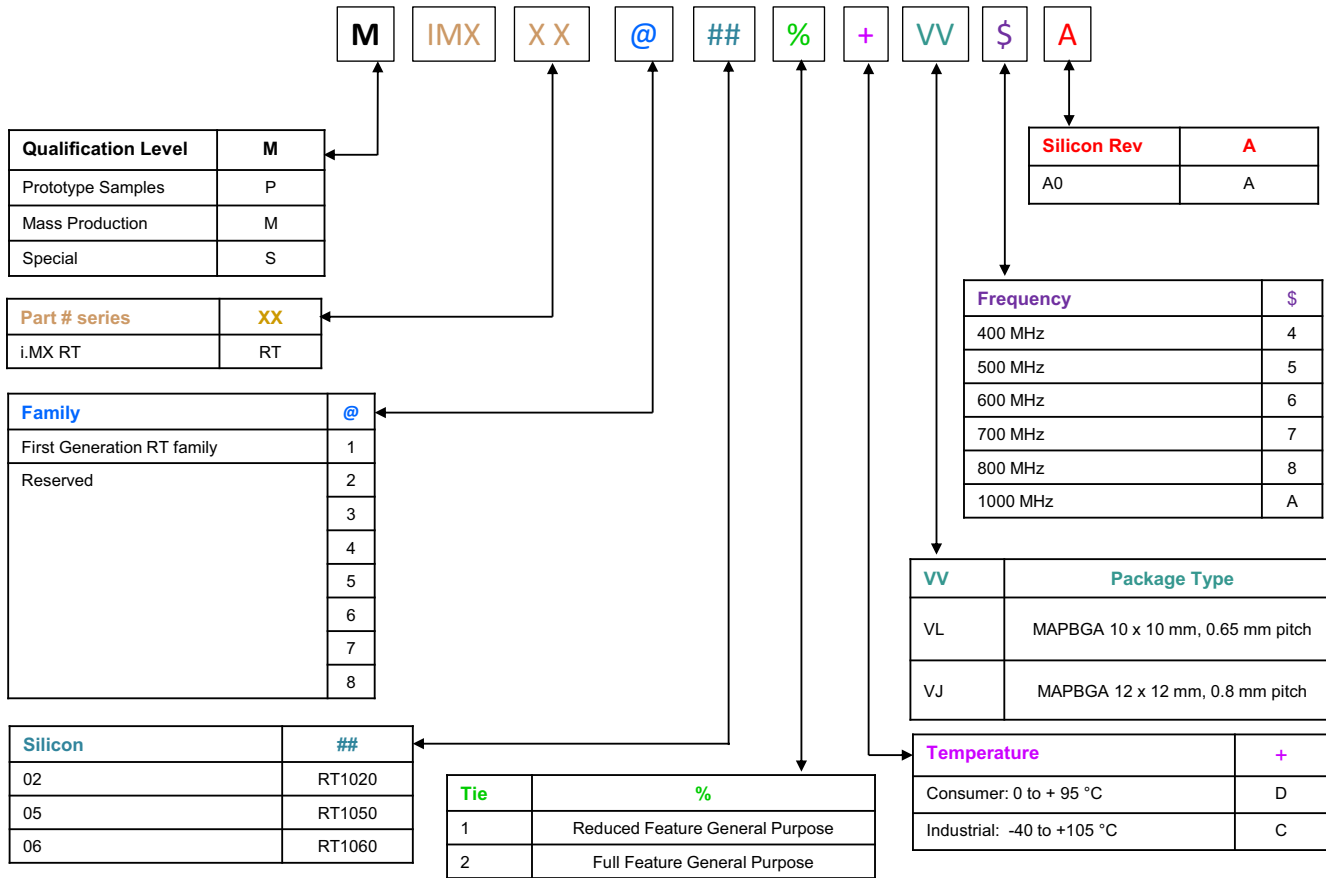 M IMX X X @ ## % + VV $ A
Qualification Level M
Prototype Samples P
Mass Production M
Special S
Silicon Rev A
A0 A
Part # series XX
i.MX RT RT
Frequency $
400 MHz 4
500 MHz 5
600 MHz 6
700 MHz 7
800 MHz 8
1000 MHz A
Family @
First Generation RT family 1
Reserved 2
3
4
5
6
7
8
VV Package Type
VL MAPBGA 10 x 10 mm, 0.65 mm pitch
VJ MAPBGA 12 x 12 mm, 0.8 mm pitch
Silicon ##
02 RT1020
05 RT1050
06 RT1060
Tie %
1 Reduced Feature General Purpose
2 Full Feature General Purpose
Temperature +
Consumer: 0 to + 95 °C D
Industrial: -40 to +105 °C C